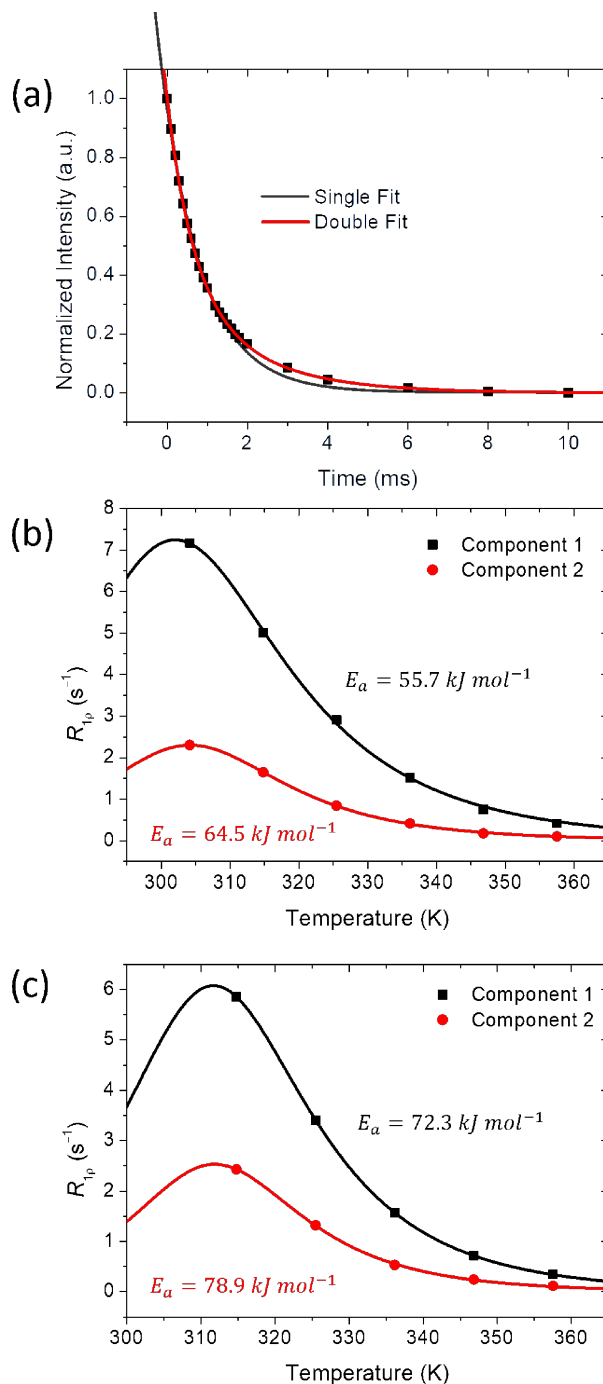 (a)
Normalized Intensity (a.u.)
1.0
0.8
0.6
0.4
0.2
0.0
Single Fit
Double Fit
0 2 4 6 8 10
Time (ms)
(b)
R1ρ (s⁻¹)
8
7
6
5
4
3
2
1
0
Component 1
Component 2
Eₐ = 55.7 kJ mol⁻¹
Eₐ = 64.5 kJ mol⁻¹
300 310 320 330 340 350 360
Temperature (K)
(c)
R1ρ (s⁻¹)
6
5
4
3
2
1
0
Component 1
Component 2
Eₐ = 72.3 kJ mol⁻¹
Eₐ = 78.9 kJ mol⁻¹
300 310 320 330 340 350 360
Temperature (K)